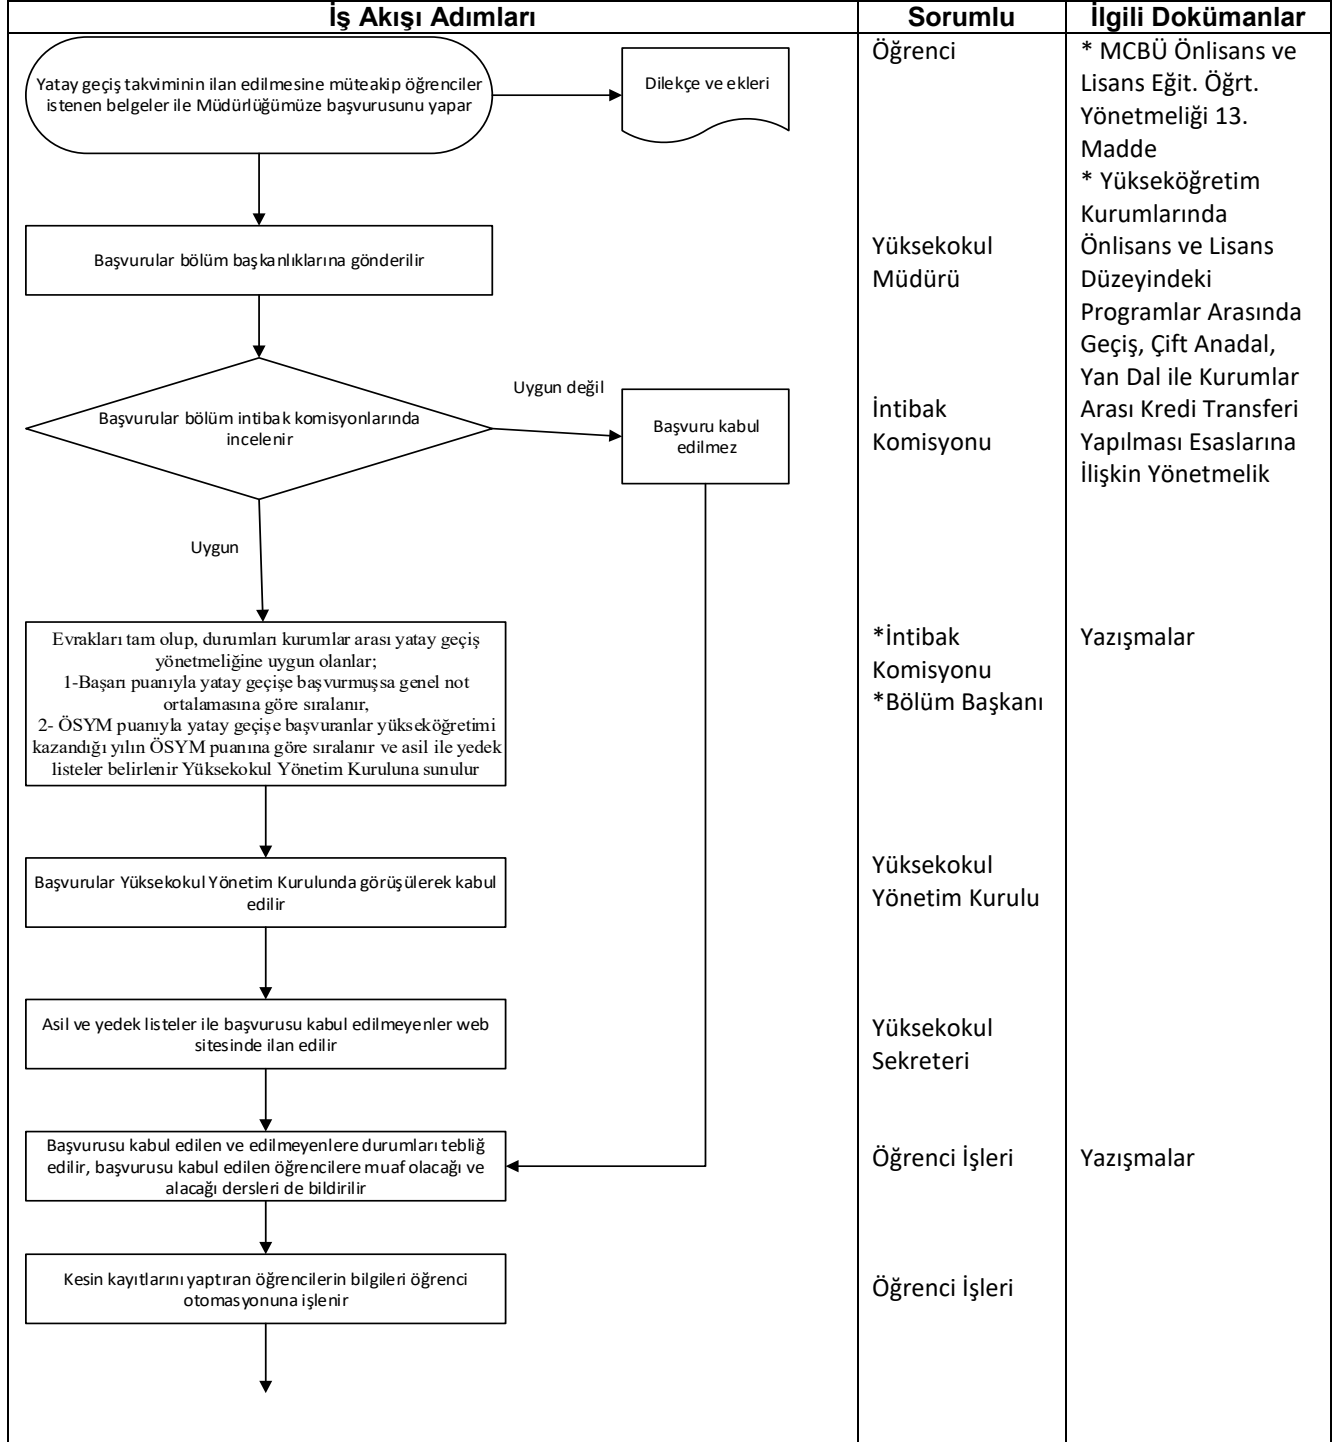 İş Akışı Adımları
Sorumlu
İlgili Dokümanlar
Yatay geçiş takviminin ilan edilmesine müteakip öğrenciler
istenen belgeler ile Müdürlüğümüze başvurusunu yapar
Dilekçe ve ekleri
Öğrenci
* MCBÜ Önlisans ve
Lisans Eğit. Öğrt.
Yönetmeliği 13.
Madde
* Yükseköğretim
Kurumlarında
Önlisans ve Lisans
Düzeyindeki
Programlar Arasında
Geçiş, Çift Anadal,
Yan Dal ile Kurumlar
Arası Kredi Transferi
Yapılması Esaslarına
İlişkin Yönetmelik
Başvurular bölüm başkanlıklarına gönderilir
Yüksekokul
Müdürü
Başvurular bölüm intibak komisyonlarında
incelenir
Uygun değil
Başvuru kabul
edilmez
İntibak
Komisyonu
Uygun
Evrakları tam olup, durumları kurumlar arası yatay geçiş
yönetmeliğine uygun olanlar;
1-Başarı puanıyla yatay geçişe başvurmuşsa genel not
ortalamasına göre sıralanır,
2- ÖSYM puanıyla yatay geçişe başvuranlar yükseköğretimi
kazandığı yılın ÖSYM puanına göre sıralanır ve asil ile yedek
listeler belirlenir Yüksekokul Yönetim Kuruluna sunulur
*İntibak
Komisyonu
*Bölüm Başkanı
Yazışmalar
Başvurular Yüksekokul Yönetim Kurulunda görüşülerek kabul
edilir
Yüksekokul
Yönetim Kurulu
Asil ve yedek listeler ile başvurusu kabul edilmeyenler web
sitesinde ilan edilir
Yüksekokul
Sekreteri
Başvurusu kabul edilen ve edilmeyenlere durumları tebliğ
edilir, başvurusu kabul edilen öğrencilere muaf olacağı ve
alacağı dersleri de bildirilir
Öğrenci İşleri
Yazışmalar
Kesin kayıtlarını yaptıran öğrencilerin bilgileri öğrenci
otomasyonuna işlenir
Öğrenci İşleri